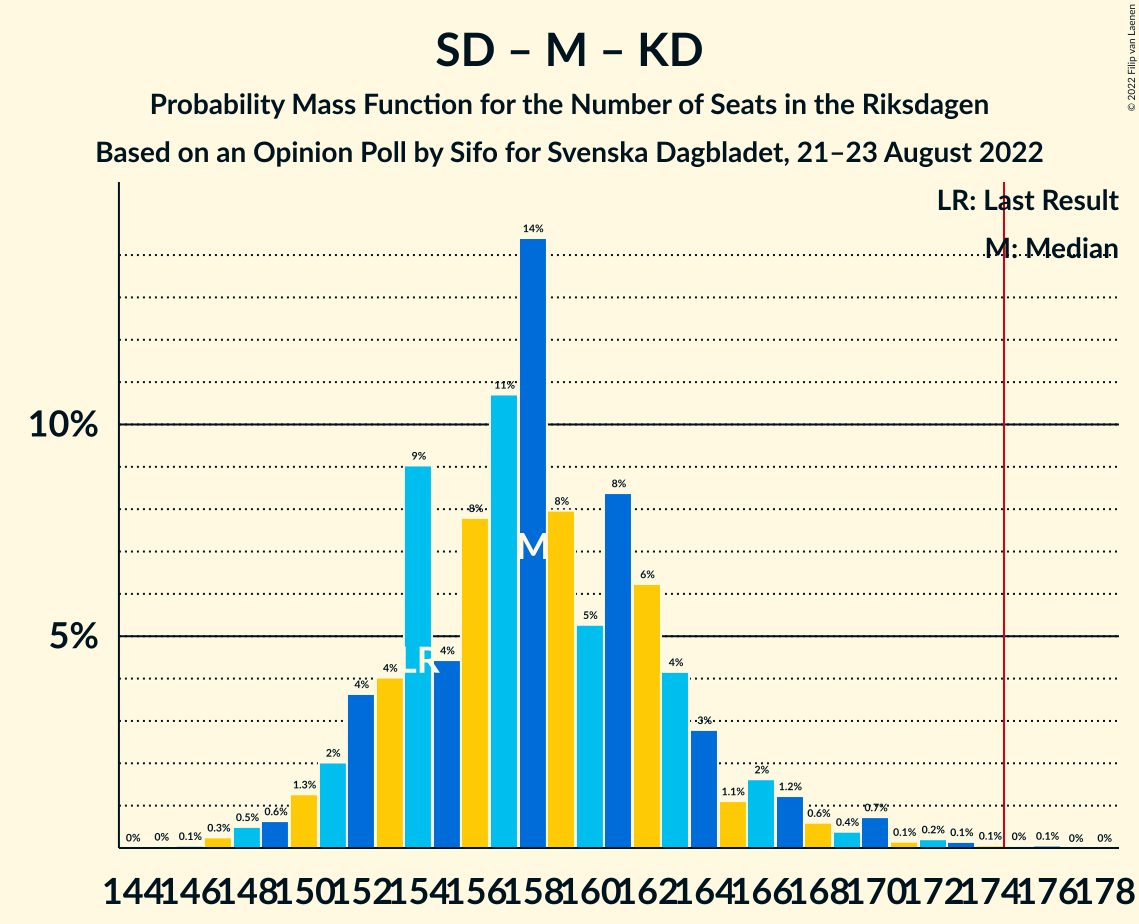 SD – M – KD
Probability Mass Function for the Number of Seats in the Riksdagen
Based on an Opinion Poll by Sifo for Svenska Dagbladet, 21–23 August 2022
© 2022 Filip van Laenen
LR: Last Result
M: Median
10%
5%
0% 0% 0.1% 0.3% 0.5% 0.6% 1.3% 2% 4% 4% 9% 4% 8% 11% 14% 8% 5% 8% 6% 4% 3% 1.1% 2% 1.2% 0.6% 0.4% 0.7% 0.1% 0.2% 0.1% 0.1% 0% 0.1% 0% 0%
LR
M
144 146 148 150 152 154 156 158 160 162 164 166 168 170 172 174 176 178